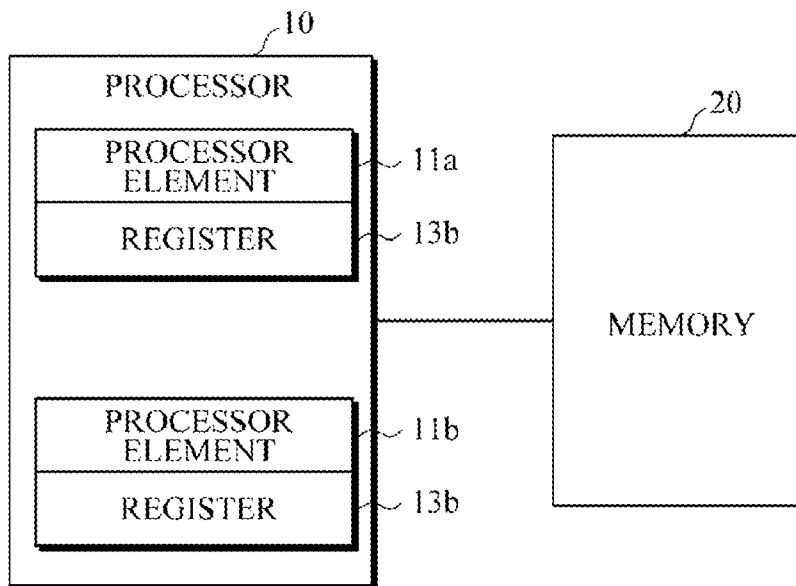 10
PROCESSOR
20
PROCESSOR
ELEMENT
11a
REGISTER
13b
MEMORY
PROCESSOR
ELEMENT
11b
REGISTER
13b